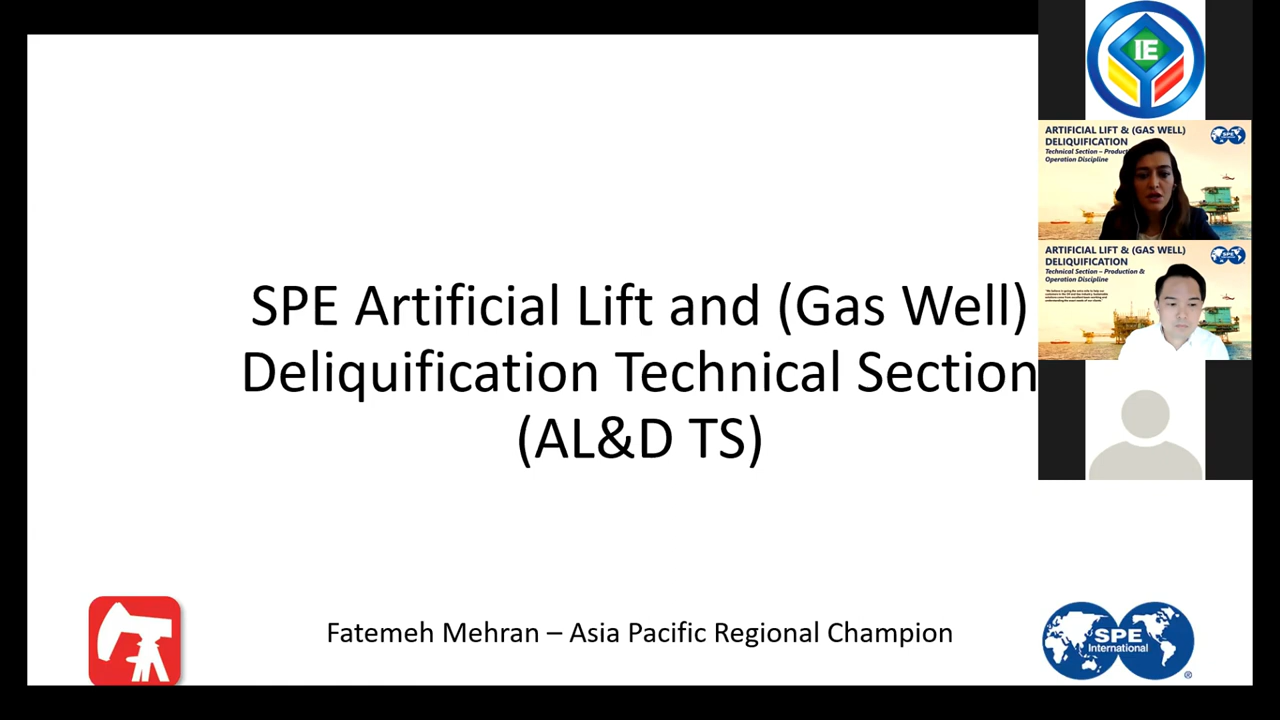 SPE Artificial Lift and (Gas Well)
Deliquification Technical Section
(AL&D TS)
Fatemeh Mehran – Asia Pacific Regional Champion
SPE
International
®
IE
ARTIFICIAL LIFT & (GAS WELL)
DELIQUIFICATION
Technical Section – Product
Operation Discipline
SPE
ARTIFICIAL LIFT & (GAS WELL)
DELIQUIFICATION
Technical Section – Production &
Operation Discipline
SPE